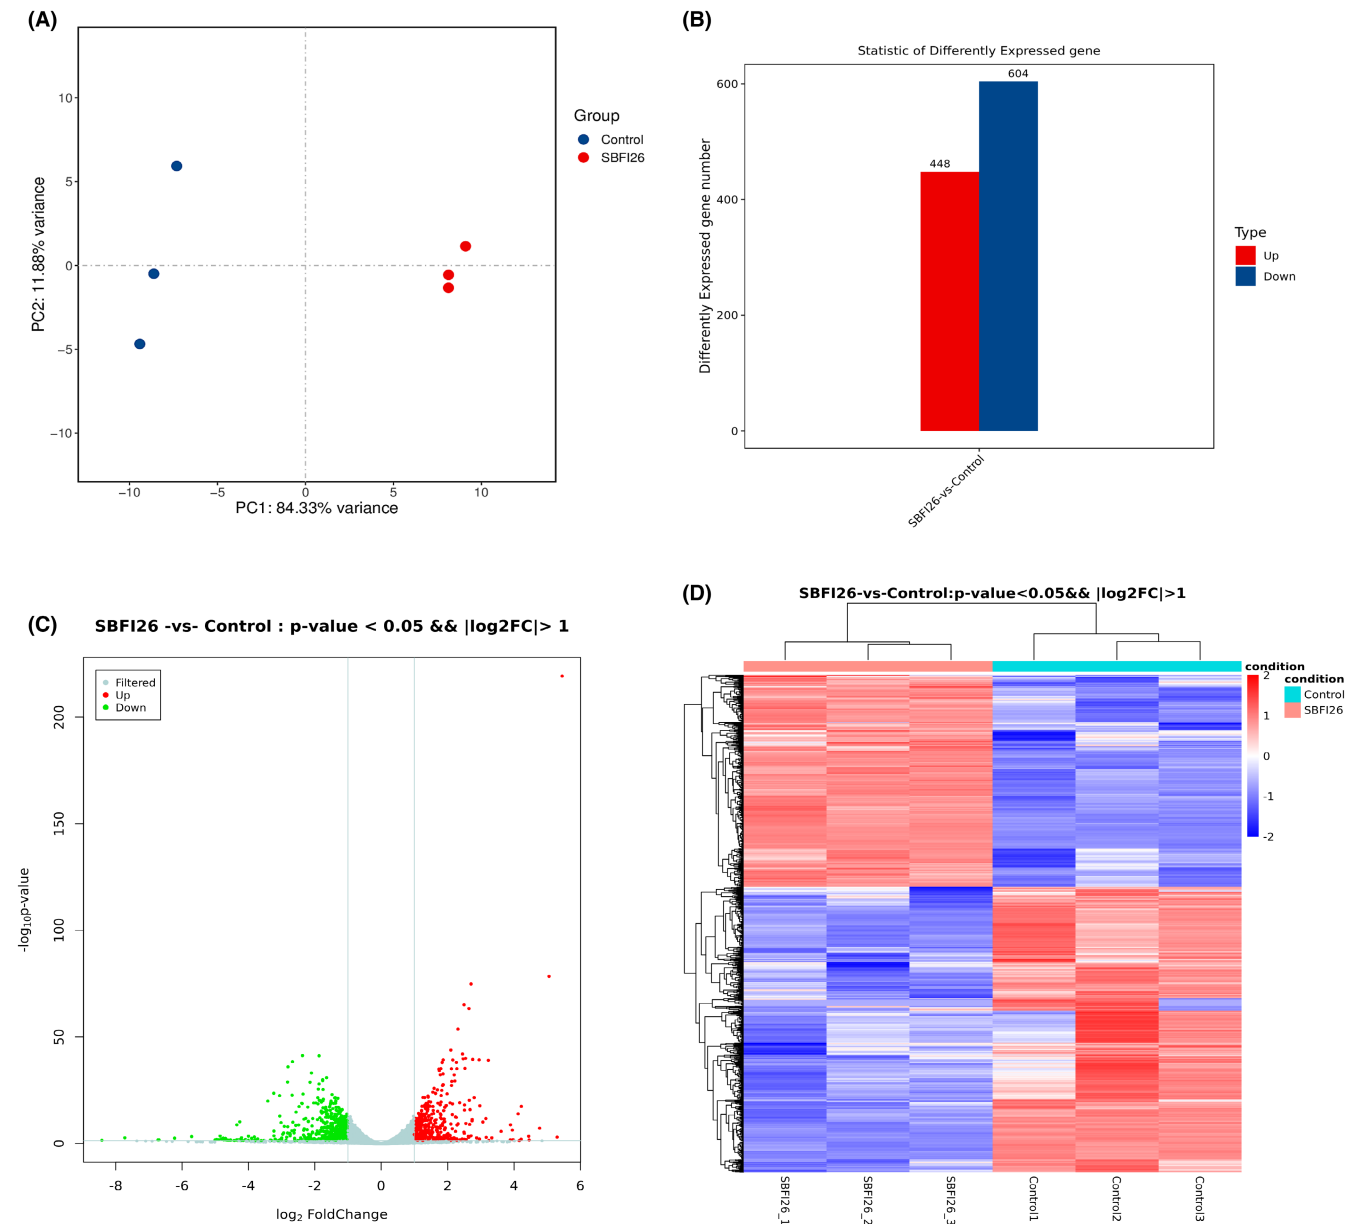 (A)
10
5
0
−5
−10
−10
−5
0
5
10
PC2: 11.88% variance
PC1: 84.33% variance
Group
Control
SBFI26
(B)
Statistic of Differently Expressed gene
604
448
600
400
200
0
Differently Expressed gene number
SBFI26-vs-Control
Type
Up
Down
(C)
SBFI26 -vs- Control : p-value < 0.05 && |log2FC|> 1
Filtered
Up
Down
200
150
100
50
0
-log10p-value
-8
-6
-4
-2
0
2
4
6
log2 FoldChange
(D)
SBFI26-vs-Control:p-value<0.05&& |log2FC|>1
condition
2
1
0
-1
-2
condition
Control
SBFI26
SBFI26_1
SBFI26_2
SBFI26_3
Control1
Control2
Control3